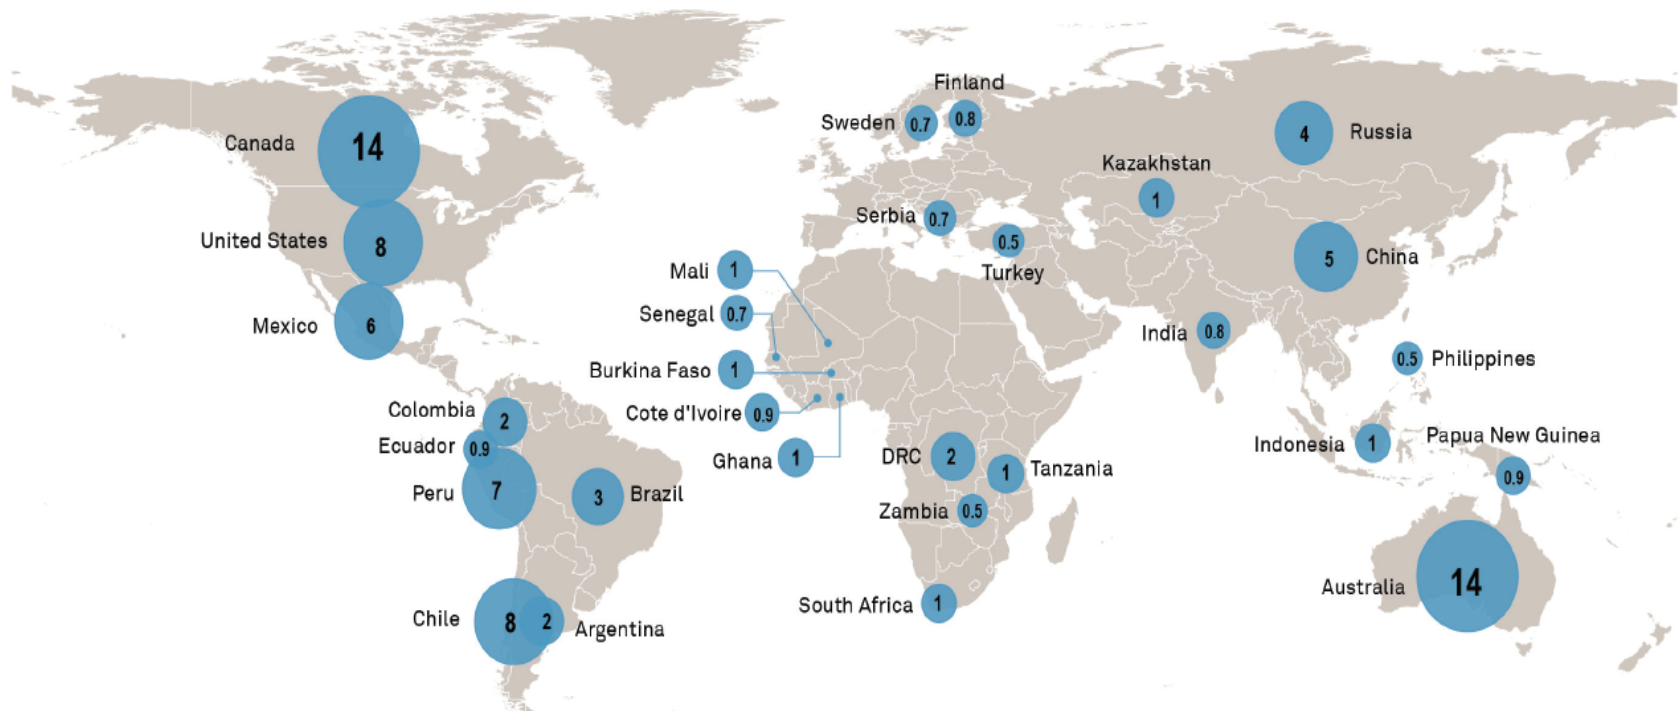 Canada 14
United States 8
Mexico 6
Colombia 2
Ecuador 0.9
Peru 7
Brazil 3
Chile 8
2 Argentina
Finland
0.8
Sweden 0.7
Serbia 0.7
0.5
Turkey
Mali 1
Senegal 0.7
Burkina Faso 1
Cote d'Ivoire 0.9
Ghana 1
DRC 2
1 Tanzania
Zambia 0.5
South Africa 1
4 Russia
Kazakhstan
1
5 China
India 0.8
0.5 Philippines
Indonesia 1
Papua New Guinea
0.9
Australia 14